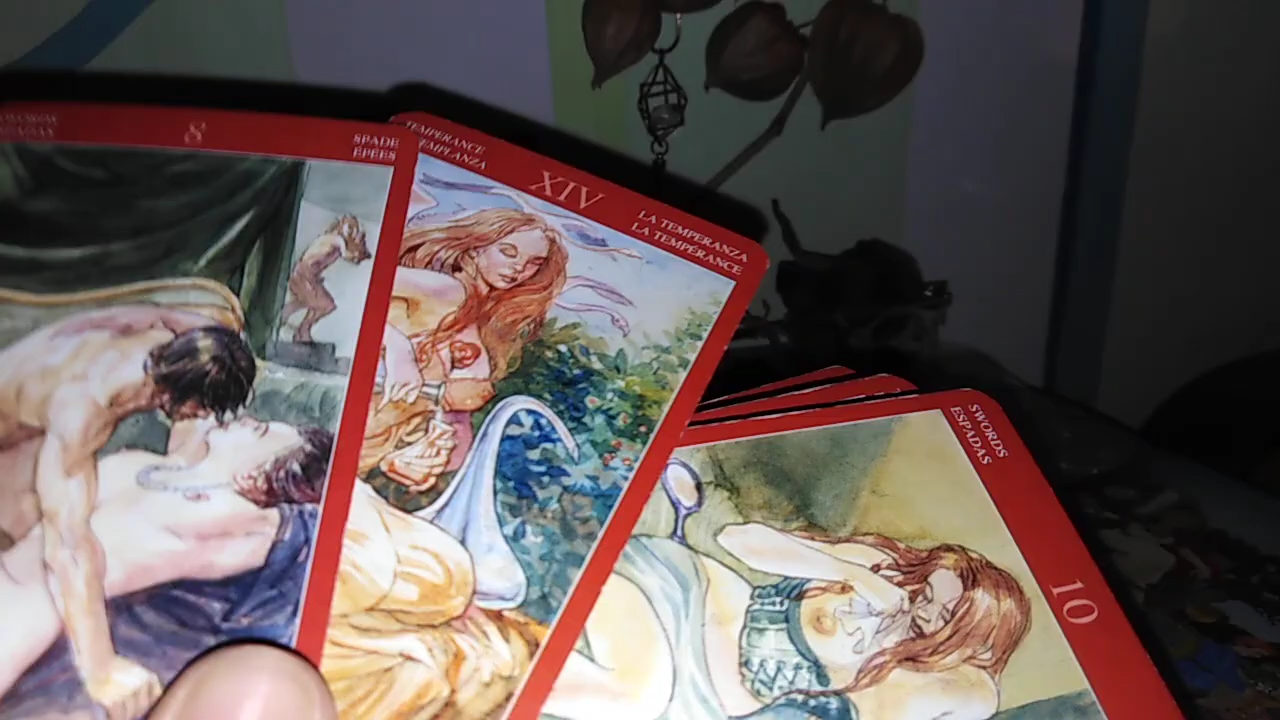 8
SPADE
ÉPÉES
TEMPERANCE
TEMPLANZA
XIV
LA TEMPERANZA
LA TEMPÉRANCE
SWORDS
ESPADAS
10